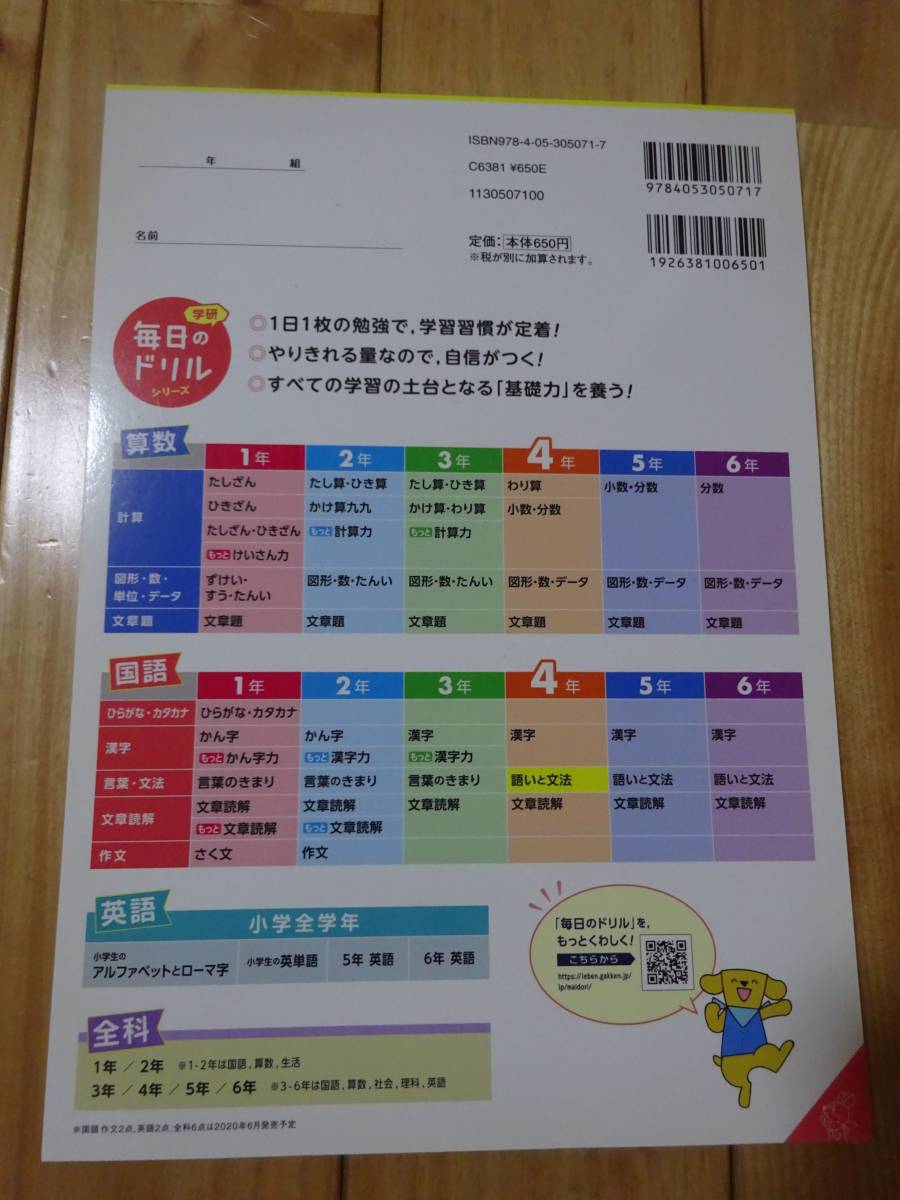 ISBN978-4-05-305071-7
C6381 ¥650E
1130507100
9784053050717
定価：本体650円
※税が別に加算されます。
1926381006501
年 組
名前
学研
毎日の
ドリル
シリーズ
◎1日1枚の勉強で，学習習慣が定着！
◎やりきれる量なので，自信がつく！
◎すべての学習の土台となる「基礎力」を養う！
算数
1年 2年 3年 4年 5年 6年
計算
たしざん たし算・ひき算 たし算・ひき算 わり算 小数・分数 分数
ひきざん かけ算九九 かけ算・わり算 小数・分数
たしざん・ひきざん もっと計算力 もっと計算力
もっとけいさん力
図形・数・
単位・データ
ずけい・
すう・たんい
図形・数・たんい 図形・数・たんい 図形・数・データ 図形・数・データ 図形・数・データ
文章題 文章題 文章題 文章題 文章題 文章題 文章題
国語
1年 2年 3年 4年 5年 6年
ひらがな・カタカナ ひらがな・カタカナ
漢字
かん字 かん字 漢字 漢字 漢字 漢字
もっとかん字力 もっと漢字力 もっと漢字力
言葉・文法 言葉のきまり 言葉のきまり 言葉のきまり 語いと文法 語いと文法 語いと文法
文章読解
文章読解 文章読解 文章読解 文章読解 文章読解 文章読解
もっと文章読解 もっと文章読解
作文 さく文 作文
英語
小学全学年
小学生の
アルファベットとローマ字
小学生の英単語
5年 英語
6年 英語
全科
1年 ／ 2年 ※1-2年は国語，算数，生活
3年 ／ 4年 ／ 5年 ／ 6年 ※3-6年は国語，算数，社会，理科，英語
「毎日のドリル」を，
もっとくわしく！
こちらから
https://leben.gakken.jp/
lp/maidori/
※国語 作文2点，英語2点，全科6点は2020年6月発売予定